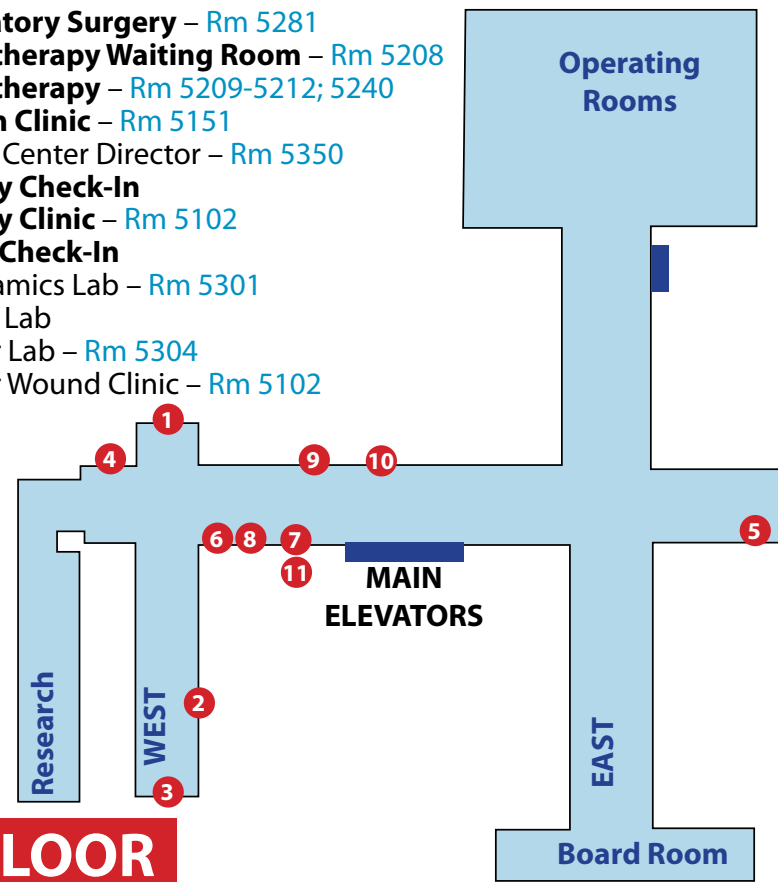 atory Surgery – Rm 5281
therapy Waiting Room – Rm 5208
therapy – Rm 5209-5212; 5240
n Clinic – Rm 5151
Center Director – Rm 5350
y Check-In
y Clinic – Rm 5102
Check-In
amics Lab – Rm 5301
Lab
Lab – Rm 5304
Wound Clinic – Rm 5102
Operating
Rooms
1
4
9
10
5
6
8
7
11
MAIN
ELEVATORS
2
3
Research
WEST
EAST
LOOR
Board Room